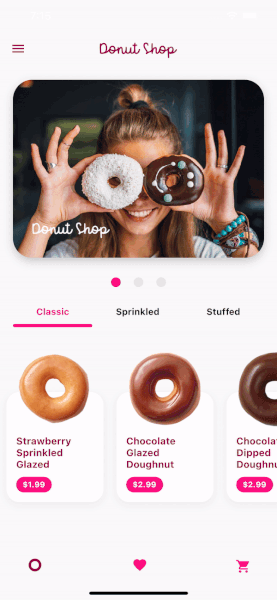 Donut Shop
Donut Shop
Classic
Sprinkled
Stuffed
Strawberry
Sprinkled
Glazed
$1.99
Chocolate
Glazed
Doughnut
$2.99
Chocolat
Dipped
Doughnu
$2.99